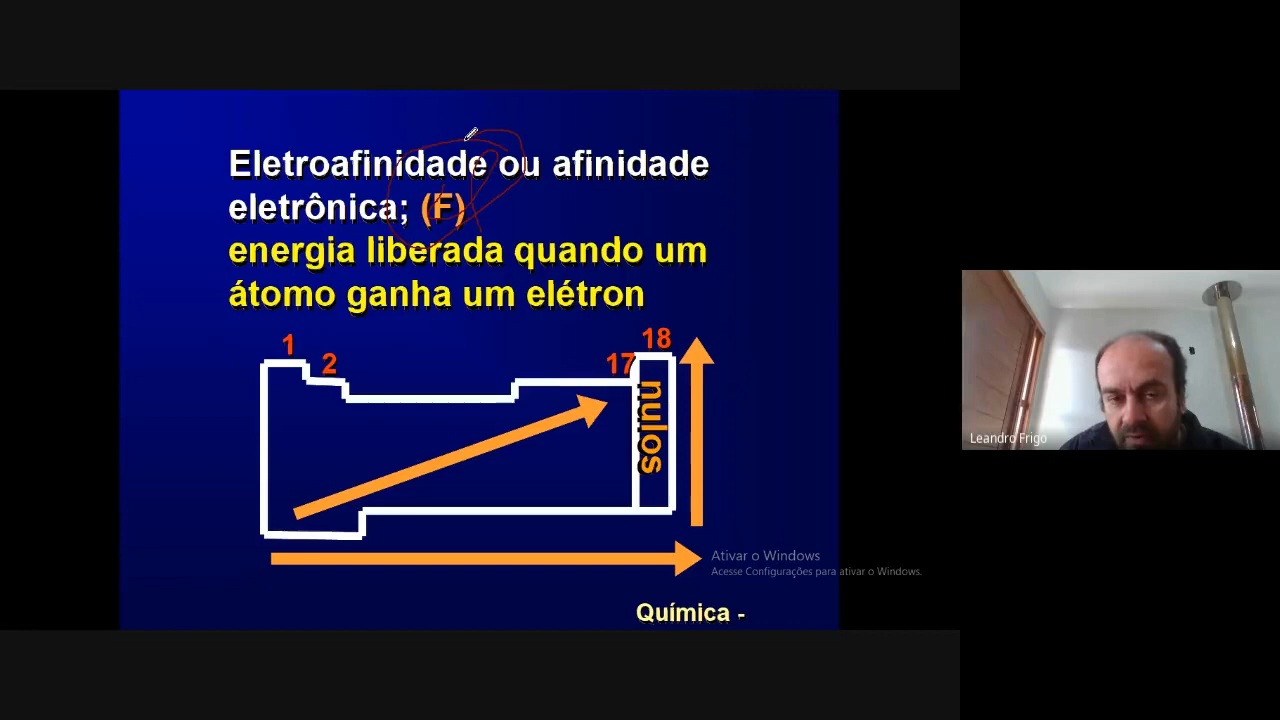 Eletroafinidade ou afinidade
eletrônica; (F)
energia liberada quando um
átomo ganha um elétron
1
2
17
18
nulos
Ativar o Windows
Acesse Configurações para ativar o Windows.
Química -
Leandro Frigo